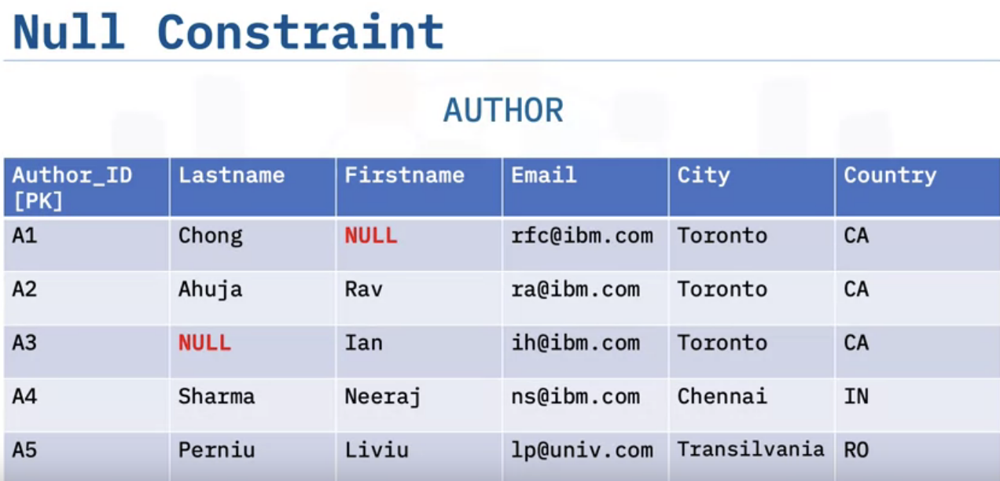 Null Constraint
AUTHOR
Author_ID [PK] Lastname Firstname Email City Country
A1 Chong NULL rfc@ibm.com Toronto CA
A2 Ahuja Rav ra@ibm.com Toronto CA
A3 NULL Ian ih@ibm.com Toronto CA
A4 Sharma Neeraj ns@ibm.com Chennai IN
A5 Perniu Liviu lp@univ.com Transilvania RO